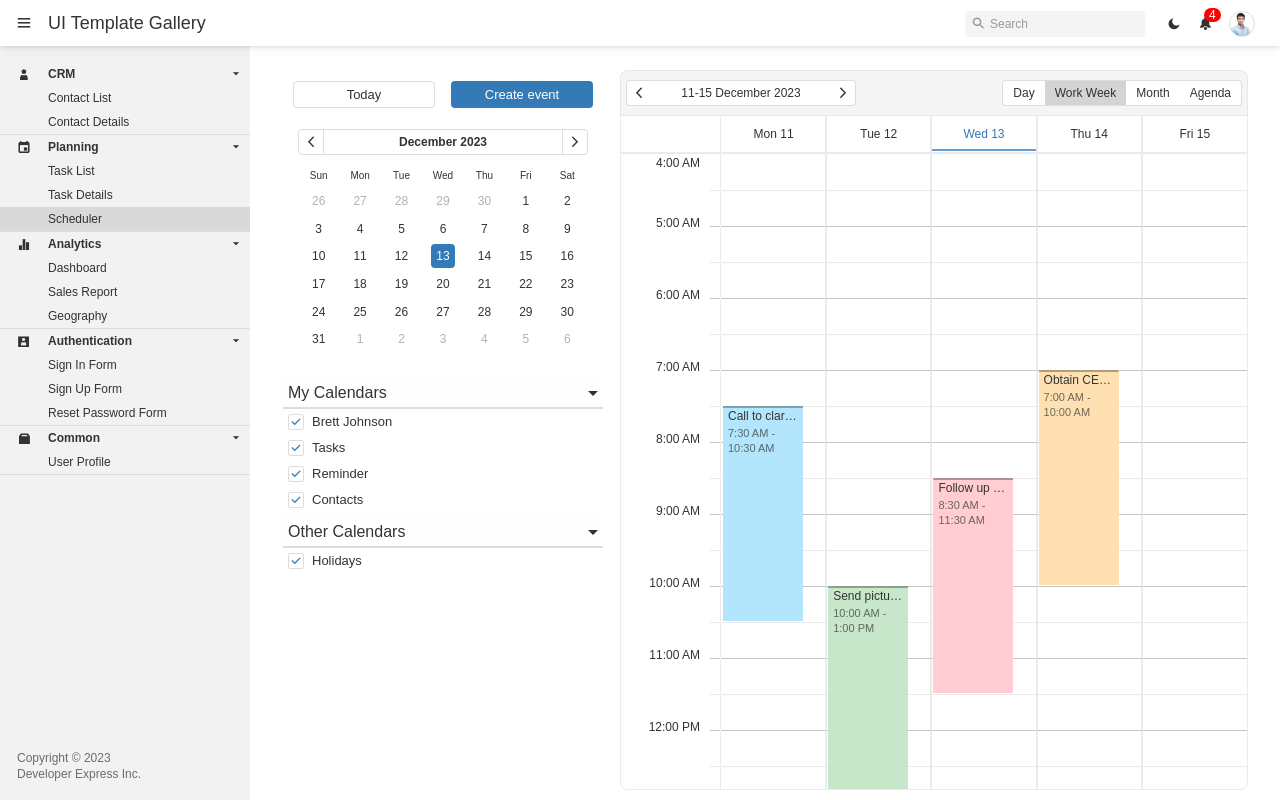 UI Template Gallery
Search
4
CRM
Contact List
Contact Details
Planning
Task List
Task Details
Scheduler
Analytics
Dashboard
Sales Report
Geography
Authentication
Sign In Form
Sign Up Form
Reset Password Form
Common
User Profile
Copyright © 2023
Developer Express Inc.
Today
Create event
December 2023
Sun Mon Tue Wed Thu Fri Sat
26 27 28 29 30 1 2
3 4 5 6 7 8 9
10 11 12 13 14 15 16
17 18 19 20 21 22 23
24 25 26 27 28 29 30
31 1 2 3 4 5 6
My Calendars
Brett Johnson
Tasks
Reminder
Contacts
Other Calendars
Holidays
11-15 December 2023
Day Work Week Month Agenda
Mon 11 Tue 12 Wed 13 Thu 14 Fri 15
4:00 AM
5:00 AM
6:00 AM
7:00 AM
8:00 AM
9:00 AM
10:00 AM
11:00 AM
12:00 PM
Call to clar…
7:30 AM -
10:30 AM
Send pictu…
10:00 AM -
1:00 PM
Follow up …
8:30 AM -
11:30 AM
Obtain CE…
7:00 AM -
10:00 AM